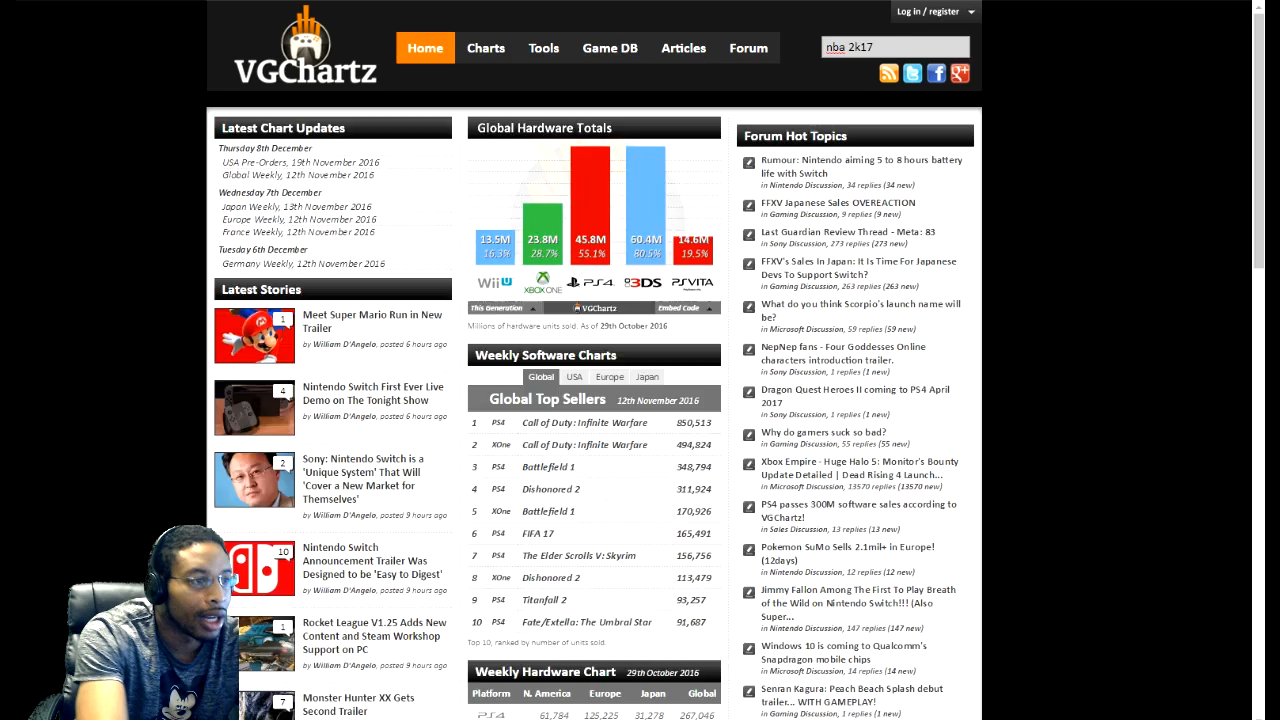 Log in / register
VGChartz
Home Charts Tools Game DB Articles Forum
nba 2k17
Latest Chart Updates
Thursday 8th December
USA Pre-Orders, 19th November 2016
Global Weekly, 12th November 2016
Wednesday 7th December
Japan Weekly, 13th November 2016
Europe Weekly, 12th November 2016
France Weekly, 12th November 2016
Tuesday 6th December
Germany Weekly, 12th November 2016
Latest Stories
1
Meet Super Mario Run in New
Trailer
by William D'Angelo, posted 6 hours ago
4
Nintendo Switch First Ever Live
Demo on The Tonight Show
by William D'Angelo, posted 6 hours ago
2
Sony: Nintendo Switch is a
'Unique System' That Will
'Cover a New Market for
Themselves'
by William D'Angelo, posted 9 hours ago
10
Nintendo Switch
Announcement Trailer Was
Designed to be 'Easy to Digest'
by William D'Angelo, posted 9 hours ago
1
Rocket League V1.25 Adds New
Content and Steam Workshop
Support on PC
by William D'Angelo, posted 9 hours ago
7
Monster Hunter XX Gets
Second Trailer
Global Hardware Totals
13.5M 23.8M 45.8M 60.4M 14.6M
16.3% 28.7% 55.1% 80.5% 19.5%
Wii U XBOX ONE PS4 3DS PSVITA
This Generation VGChartz Embed Code
Millions of hardware units sold. As of 29th October 2016
Weekly Software Charts
Global USA Europe Japan
Global Top Sellers 12th November 2016
1 PS4 Call of Duty: Infinite Warfare 850,513
2 XOne Call of Duty: Infinite Warfare 494,824
3 PS4 Battlefield 1 348,794
4 PS4 Dishonored 2 311,924
5 XOne Battlefield 1 170,926
6 PS4 FIFA 17 165,491
7 PS4 The Elder Scrolls V: Skyrim 156,756
8 XOne Dishonored 2 113,479
9 PS4 Titanfall 2 93,257
10 PS4 Fate/Extella: The Umbral Star 91,687
Top 10, ranked by number of units sold.
Weekly Hardware Chart 29th October 2016
Platform N. America Europe Japan Global
PS4 61,784 125,225 31,278 267,046
Forum Hot Topics
Rumour: Nintendo aiming 5 to 8 hours battery
life with Switch
in Nintendo Discussion, 34 replies (34 new)
FFXV Japanese Sales OVEREACTION
in Gaming Discussion, 9 replies (9 new)
Last Guardian Review Thread - Meta: 83
in Sony Discussion, 273 replies (273 new)
FFXV's Sales In Japan: It Is Time For Japanese
Devs To Support Switch?
in Gaming Discussion, 263 replies (263 new)
What do you think Scorpio's launch name will
be?
in Microsoft Discussion, 59 replies (59 new)
NepNep fans - Four Goddesses Online
characters introduction trailer.
in Sony Discussion, 1 replies (1 new)
Dragon Quest Heroes II coming to PS4 April
2017
in Sony Discussion, 1 replies (1 new)
Why do gamers suck so bad?
in Gaming Discussion, 55 replies (55 new)
Xbox Empire - Huge Halo 5: Monitor's Bounty
Update Detailed | Dead Rising 4 Launch...
in Microsoft Discussion, 13570 replies (13570 new)
PS4 passes 300M software sales according to
VGChartz!
in Sales Discussion, 13 replies (13 new)
Pokemon SuMo Sells 2.1mil+ in Europe!
(12days)
in Nintendo Discussion, 12 replies (12 new)
Jimmy Fallon Among The First To Play Breath
of the Wild on Nintendo Switch!!! (Also
Super...
in Nintendo Discussion, 147 replies (147 new)
Windows 10 is coming to Qualcomm's
Snapdragon mobile chips
in Microsoft Discussion, 14 replies (14 new)
Senran Kagura: Peach Beach Splash debut
trailer... WITH GAMEPLAY!
in Gaming Discussion, 1 replies (1 new)